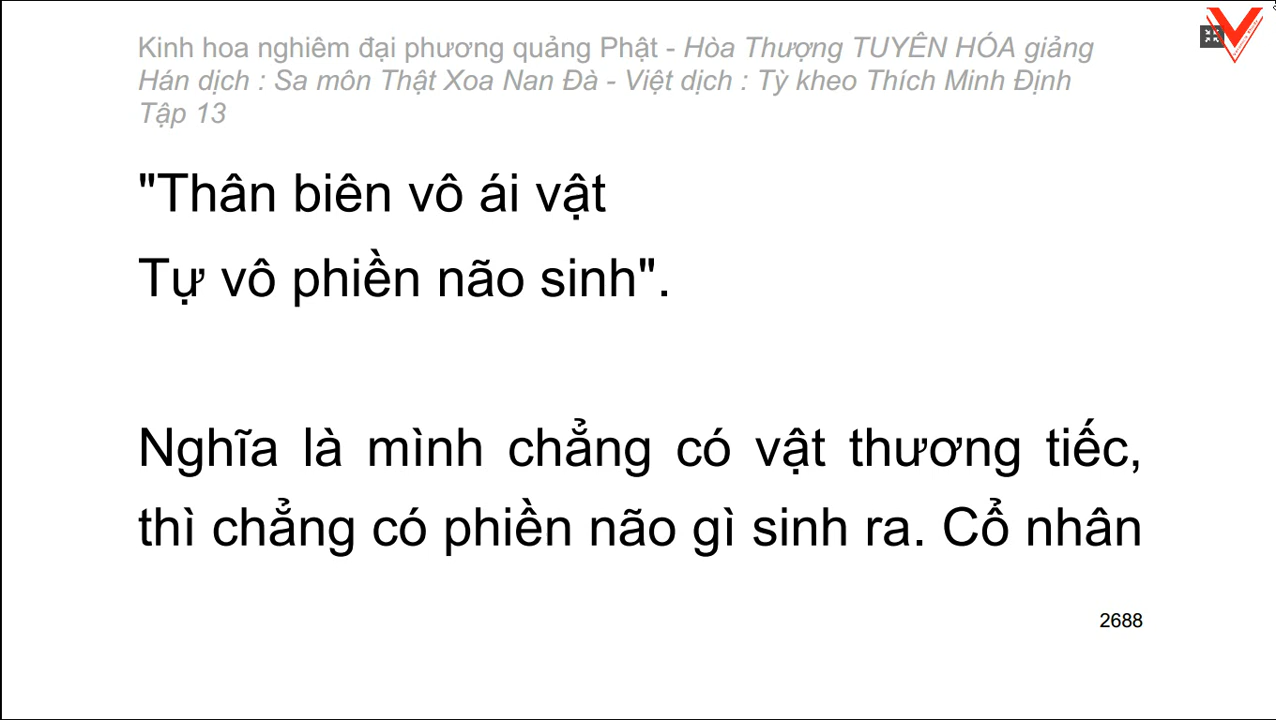 Kinh hoa nghiêm đại phương quảng Phật - Hòa Thượng TUYÊN HÓA giảng
Hán dịch : Sa môn Thật Xoa Nan Đà - Việt dịch : Tỳ kheo Thích Minh Định
Tập 13
"Thân biên vô ái vật
Tự vô phiền não sinh".
Nghĩa là mình chẳng có vật thương tiếc,
thì chẳng có phiền não gì sinh ra. Cổ nhân
2688